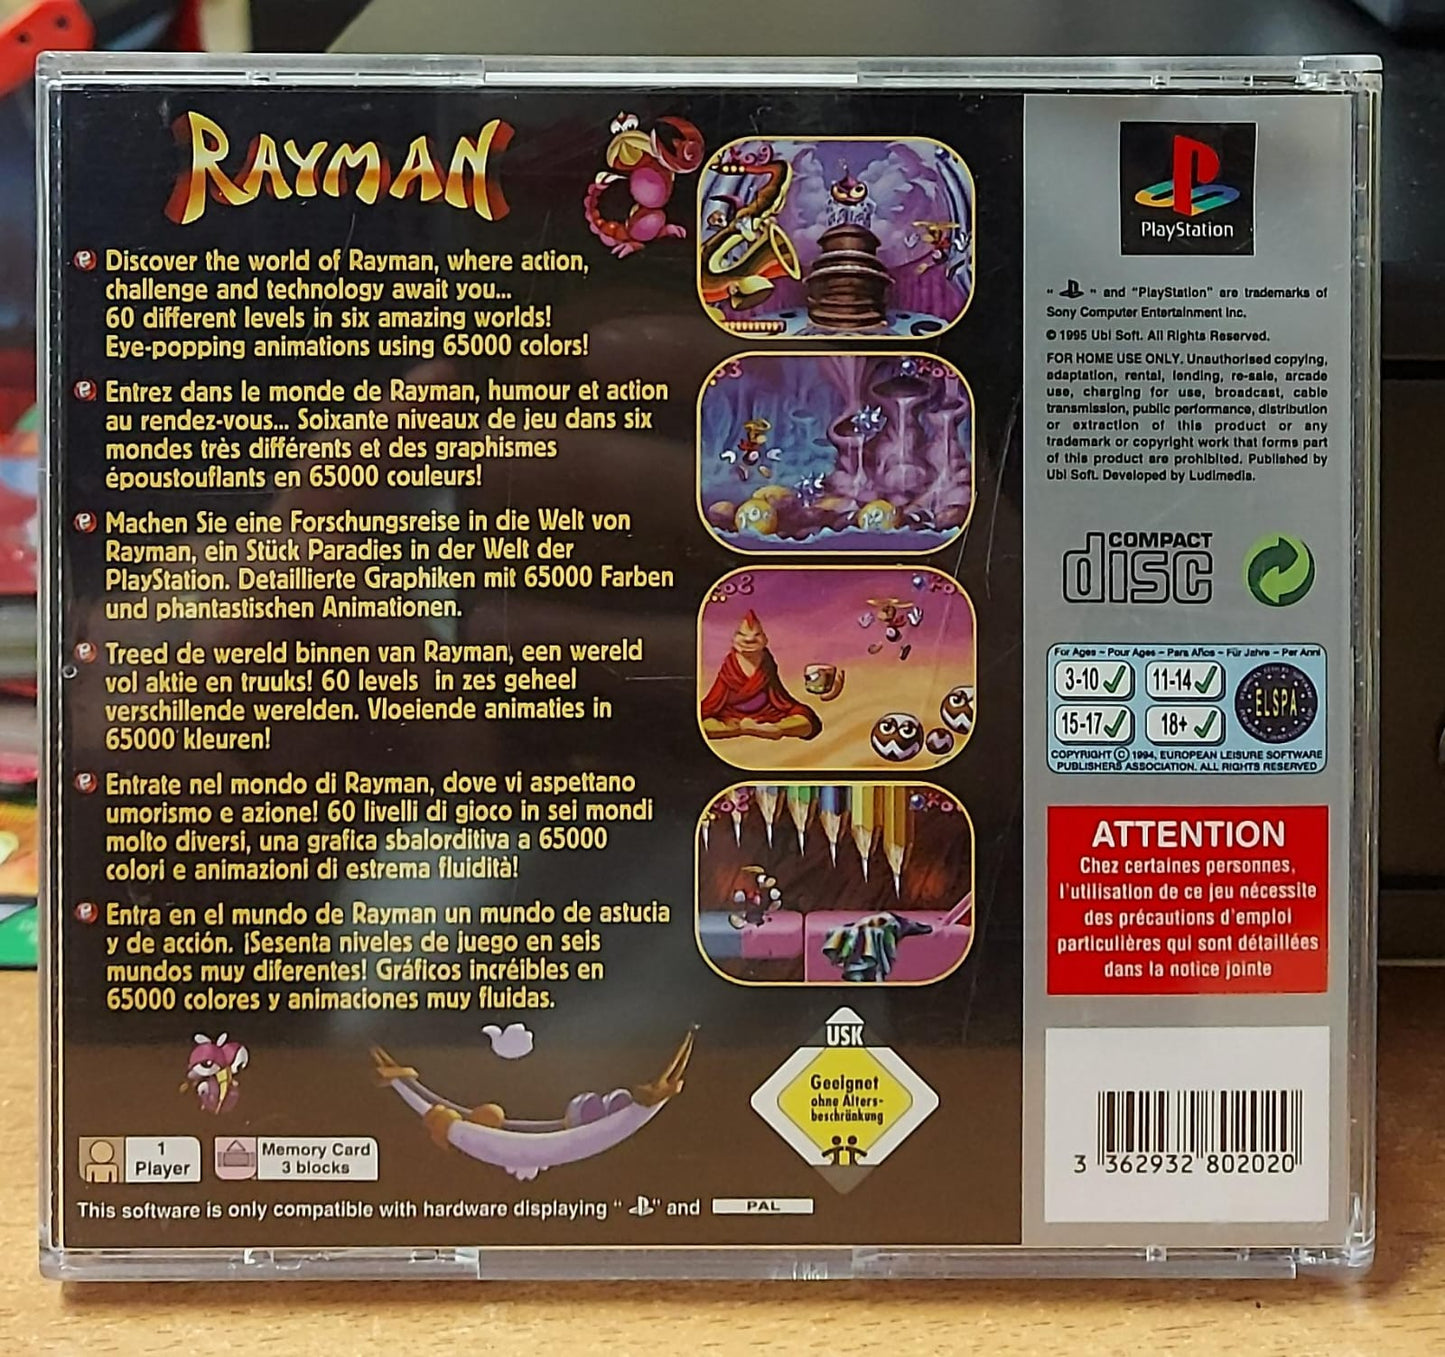 RAYMAN
Discover the world of Rayman, where action,
challenge and technology await you...
60 different levels in six amazing worlds!
Eye-popping animations using 65000 colors!
Entrez dans le monde de Rayman, humour et action
au rendez-vous... Soixante niveaux de jeu dans six
mondes très différents et des graphismes
époustouflants en 65000 couleurs!
Machen Sie eine Forschungsreise in die Welt von
Rayman, ein Stück Paradies in der Welt der
PlayStation. Detaillierte Graphiken mit 65000 Farben
und phantastischen Animationen.
Treed de wereld binnen van Rayman, een wereld
vol aktie en truuks! 60 levels in zes geheel
verschillende werelden. Vloeiende animaties in
65000 kleuren!
Entrate nel mondo di Rayman, dove vi aspettano
umorismo e azione! 60 livelli di gioco in sei mondi
molto diversi, una grafica sbalorditiva a 65000
colori e animazioni di estrema fluidità!
Entra en el mundo de Rayman un mundo de astucia
y de acción. ¡Sesenta niveles de juego en seis
mundos muy diferentes! Gráficos incréibles en
65000 colores y animaciones muy fluidas.
1
Player
Memory Card
3 blocks
This software is only compatible with hardware displaying " " and PAL
USK
Geeignet
ohne Alters-
beschränkung
PlayStation
" " and "PlayStation" are trademarks of
Sony Computer Entertainment Inc.
© 1995 Ubi Soft. All Rights Reserved.
FOR HOME USE ONLY. Unauthorised copying,
adaptation, rental, lending, re-sale, arcade
use, charging for use, broadcast, cable
transmission, public performance, distribution
or extraction of this product or any
trademark or copyright work that forms part
of this product are prohibited. Published by
Ubi Soft. Developed by Ludimedia.
COMPACT
disc
For Ages - Pour Ages - Para Años - Für Jahre - Per Anni
3-10 11-14
15-17 18+
ELSPA
COPYRIGHT © 1994, EUROPEAN LEISURE SOFTWARE
PUBLISHERS ASSOCIATION. ALL RIGHTS RESERVED
ATTENTION
Chez certaines personnes,
l'utilisation de ce jeu nécessite
des précautions d'emploi
particulières qui sont détaillées
dans la notice jointe
3 362932 802020